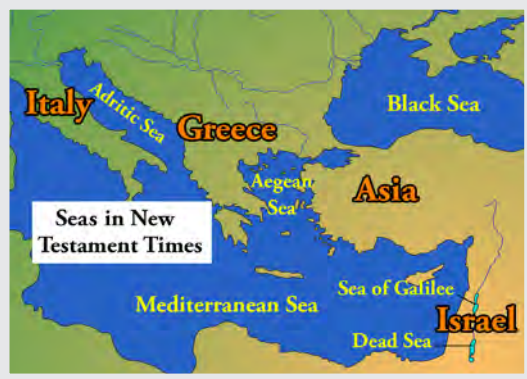 Italy
Adritic Sea
Greece
Black Sea
Aegean
Sea
Asia
Seas in New
Testament Times
Mediterranean Sea
Sea of Galilee
Israel
Dead Sea